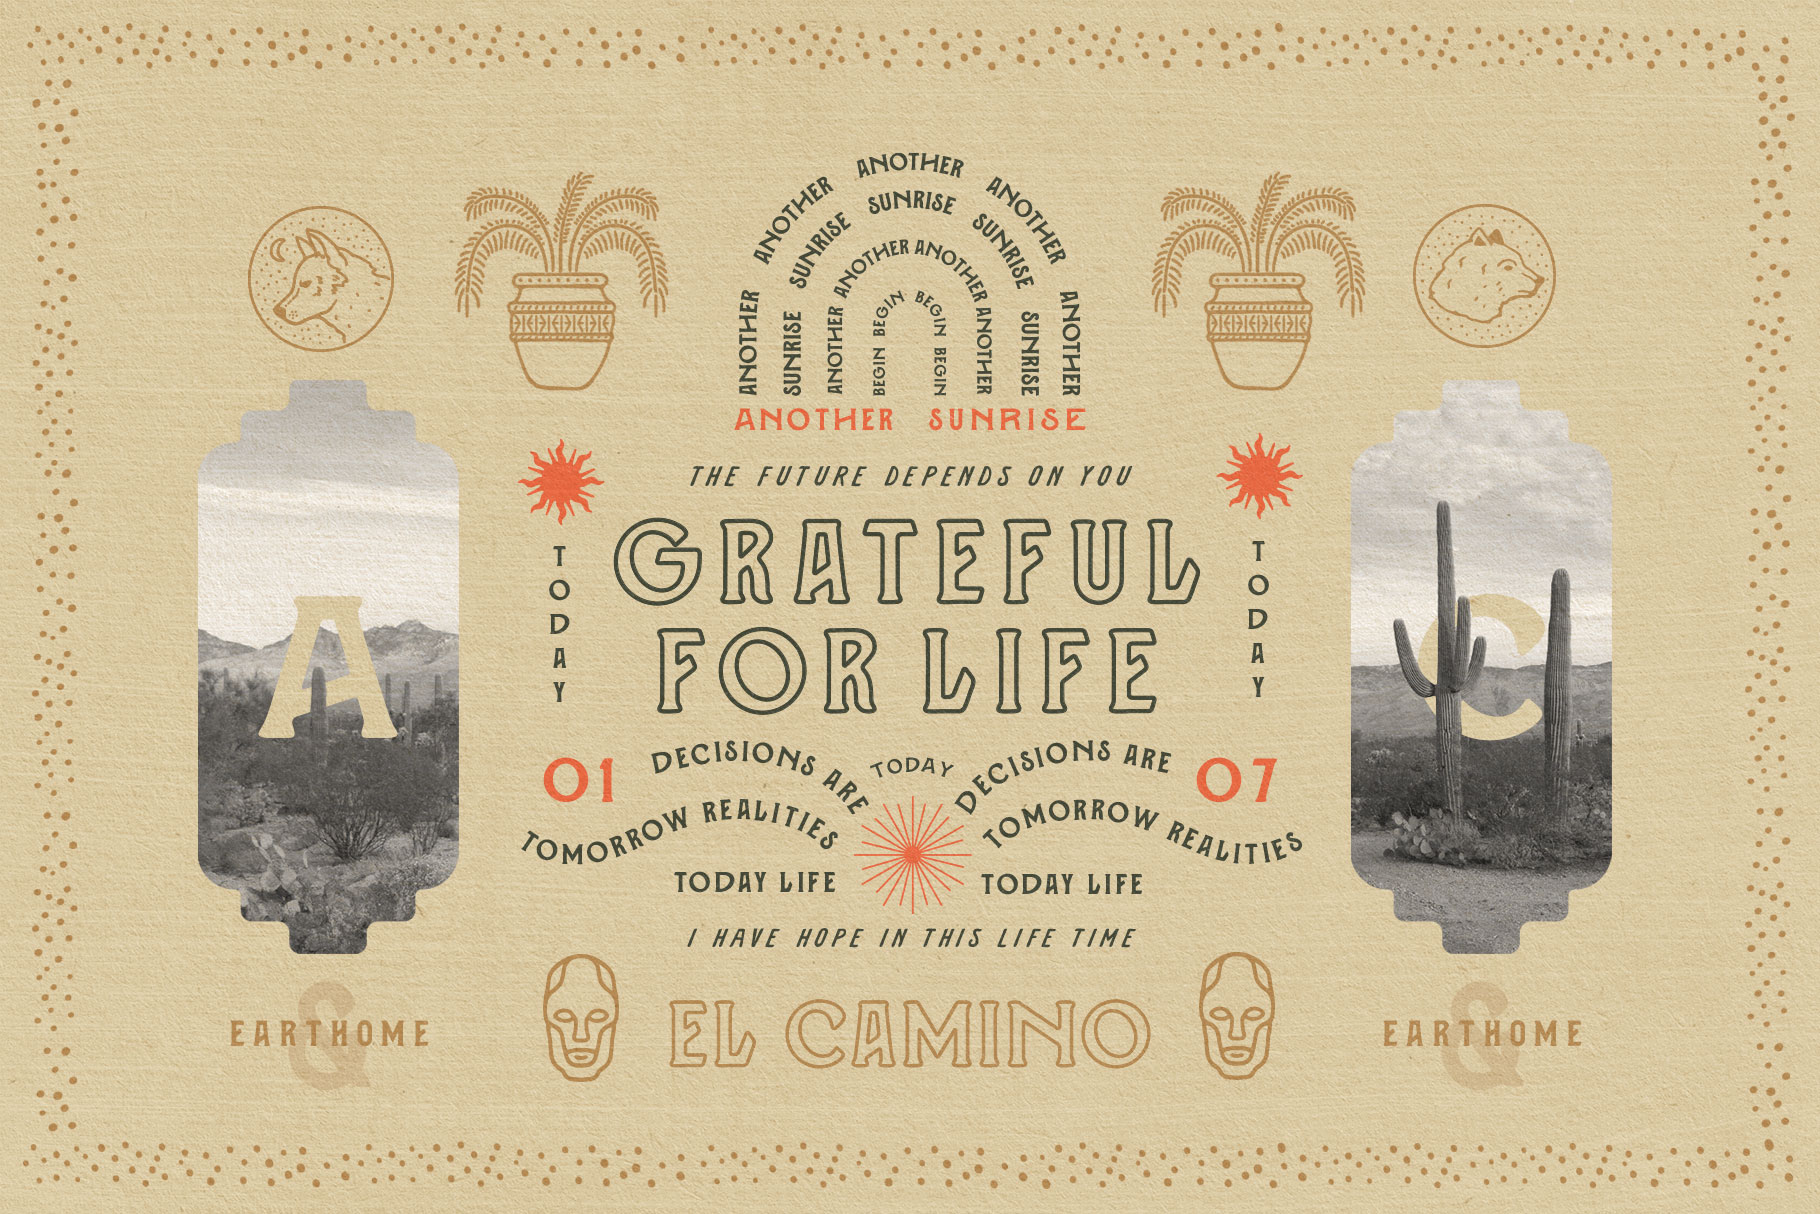 ANOTHER ANOTHER ANOTHER ANOTHER ANOTHER
SUNRISE SUNRISE SUNRISE SUNRISE SUNRISE
ANOTHER ANOTHER ANOTHER ANOTHER
BEGIN BEGIN BEGIN BEGIN
ANOTHER SUNRISE
THE FUTURE DEPENDS ON YOU
TODAY
GRATEFUL
FOR LIFE
TODAY
A
C
01
DECISIONS ARE
TODAY
DECISIONS ARE
07
TOMORROW REALITIES
TOMORROW REALITIES
TODAY LIFE
TODAY LIFE
I HAVE HOPE IN THIS LIFE TIME
EL CAMINO
&
EARTHOME
&
EARTHOME